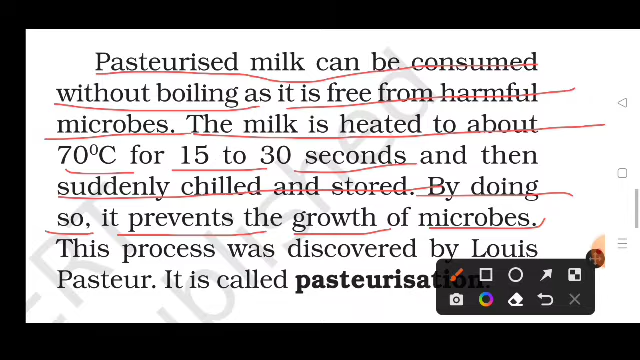 Pasteurised milk can be consumed
without boiling as it is free from harmful
microbes. The milk is heated to about
70⁰C for 15 to 30 seconds and then
suddenly chilled and stored. By doing
so, it prevents the growth of microbes.
This process was discovered by Louis
Pasteur. It is called pasteurisation.